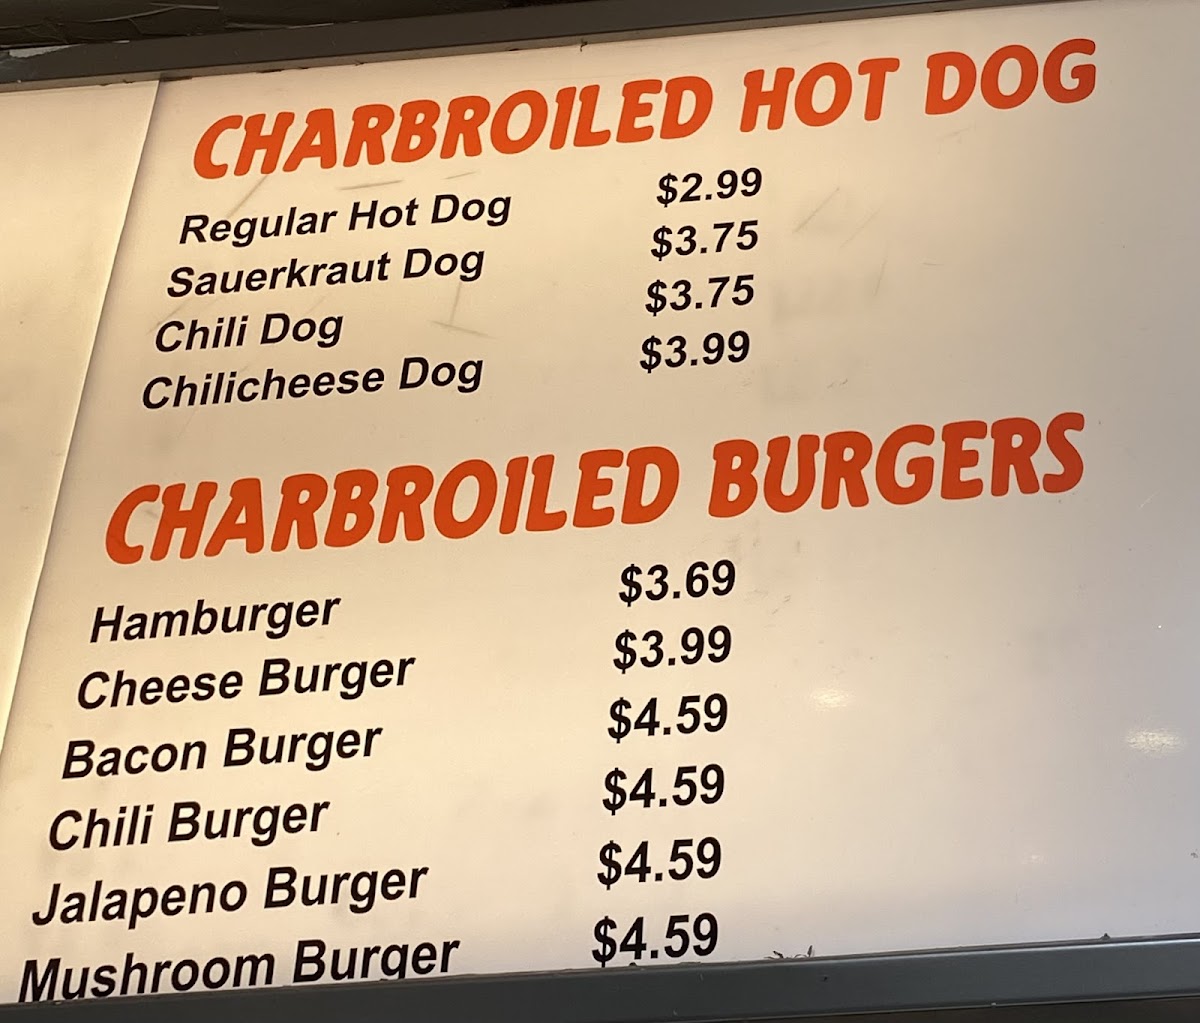 CHARBROILED HOT DOG
Regular Hot Dog $2.99
Sauerkraut Dog $3.75
Chili Dog $3.75
Chilicheese Dog $3.99
CHARBROILED BURGERS
Hamburger $3.69
Cheese Burger $3.99
Bacon Burger $4.59
Chili Burger $4.59
Jalapeno Burger $4.59
Mushroom Burger $4.59